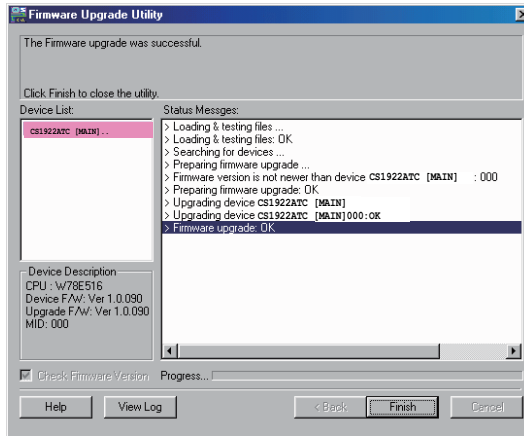 Firmware Upgrade Utility
The Firmware upgrade was successful.
Click Finish to close the utility.
Device List:
CS1922ATC [MAIN]..
Status Messges:
> Loading & testing files ...
> Loading & testing files: OK
> Searching for devices ...
> Preparing firmware upgrade ...
> Firmware version is not newer than device CS1922ATC [MAIN] : 000
> Preparing firmware upgrade: OK
> Upgrading device CS1922ATC [MAIN]
> Upgrading device CS1922ATC [MAIN]000:OK
> Firmware upgrade: OK
Device Description
CPU : W78E516
Device F/W: Ver 1.0.090
Upgrade F/W: Ver 1.0.090
MID: 000
Check Firmware Version
Progress...
Help
View Log
< Back
Finish
Cancel